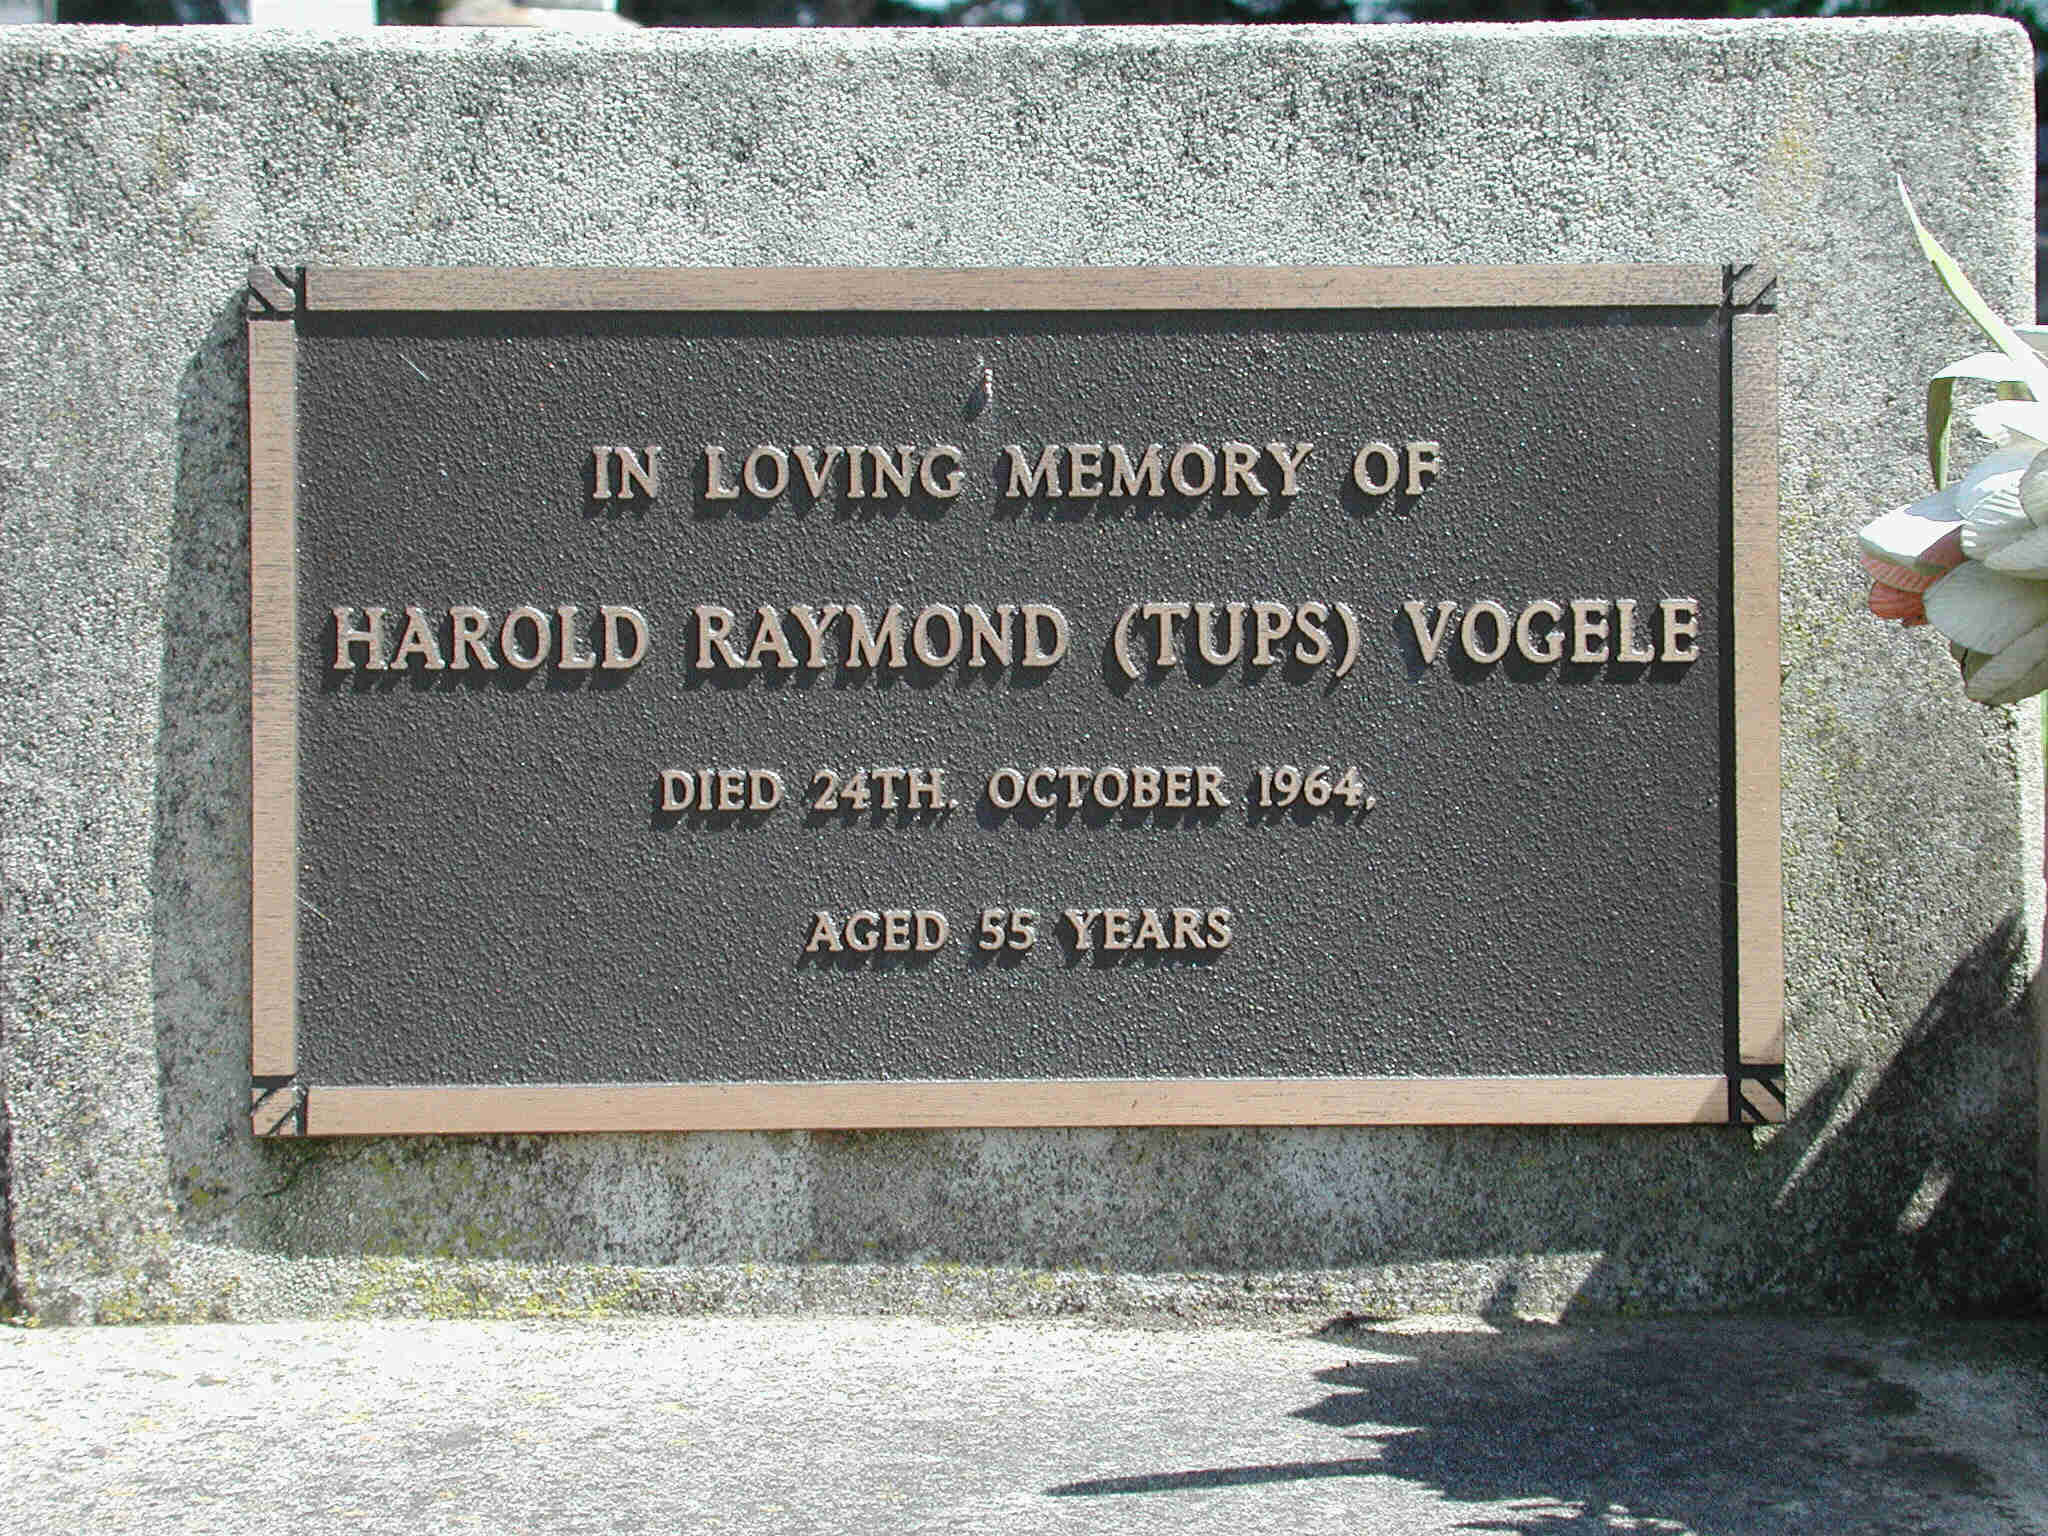 IN LOVING MEMORY OF
HAROLD RAYMOND (TUPS) VOGELE
DIED 24TH. OCTOBER 1964,
AGED 55 YEARS